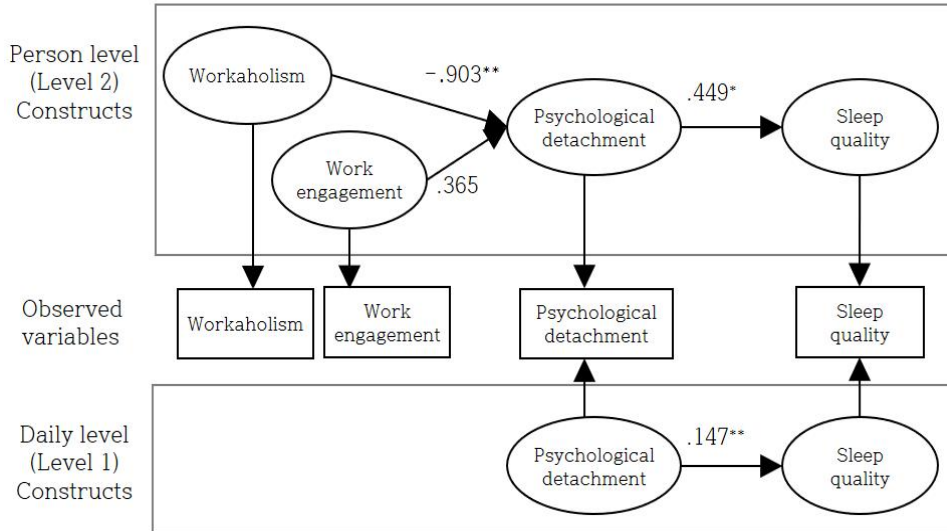 Person level
(Level 2)
Constructs
Workaholism
-.903**
Psychological
detachment
.449*
Sleep
quality
Work
engagement
.365
Observed
variables
Workaholism
Work
engagement
Psychological
detachment
Sleep
quality
Daily level
(Level 1)
Constructs
Psychological
detachment
.147**
Sleep
quality